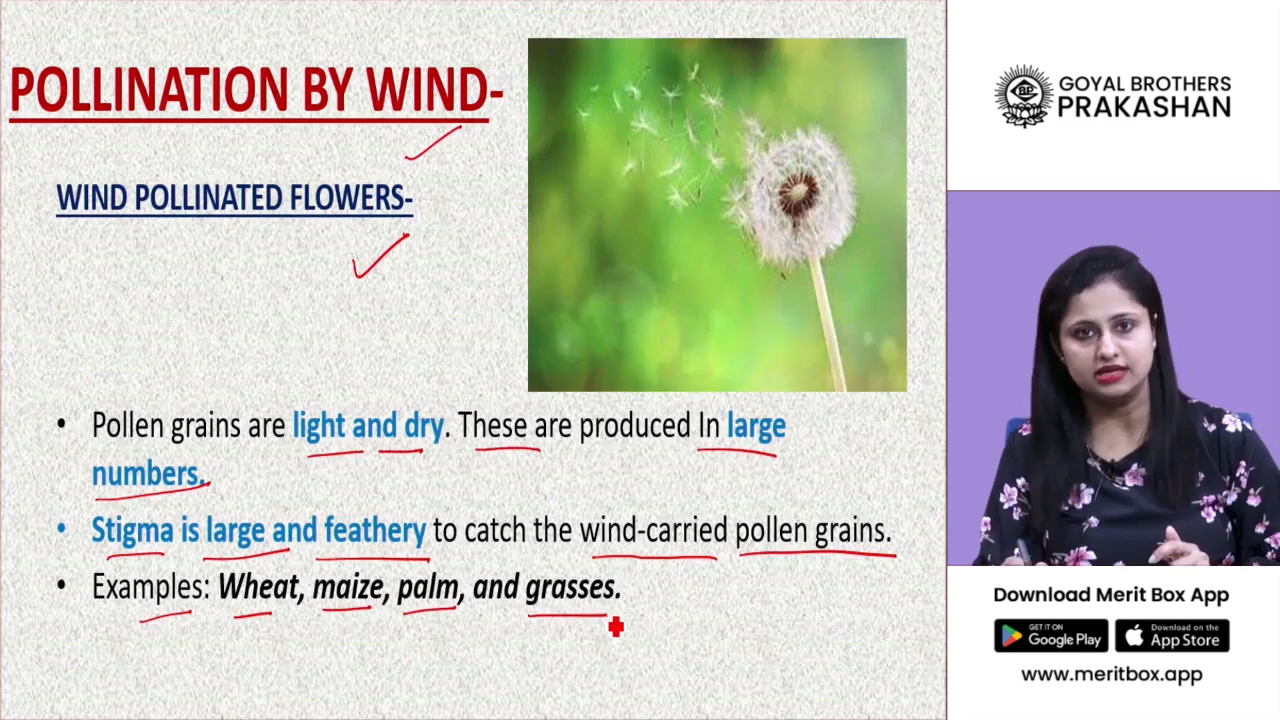 POLLINATION BY WIND-
WIND POLLINATED FLOWERS-
• Pollen grains are light and dry. These are produced In large
numbers.
• Stigma is large and feathery to catch the wind-carried pollen grains.
• Examples: Wheat, maize, palm, and grasses.
GBP
GOYAL BROTHERS
PRAKASHAN
Download Merit Box App
GET IT ON
Google Play
Download on the
App Store
www.meritbox.app